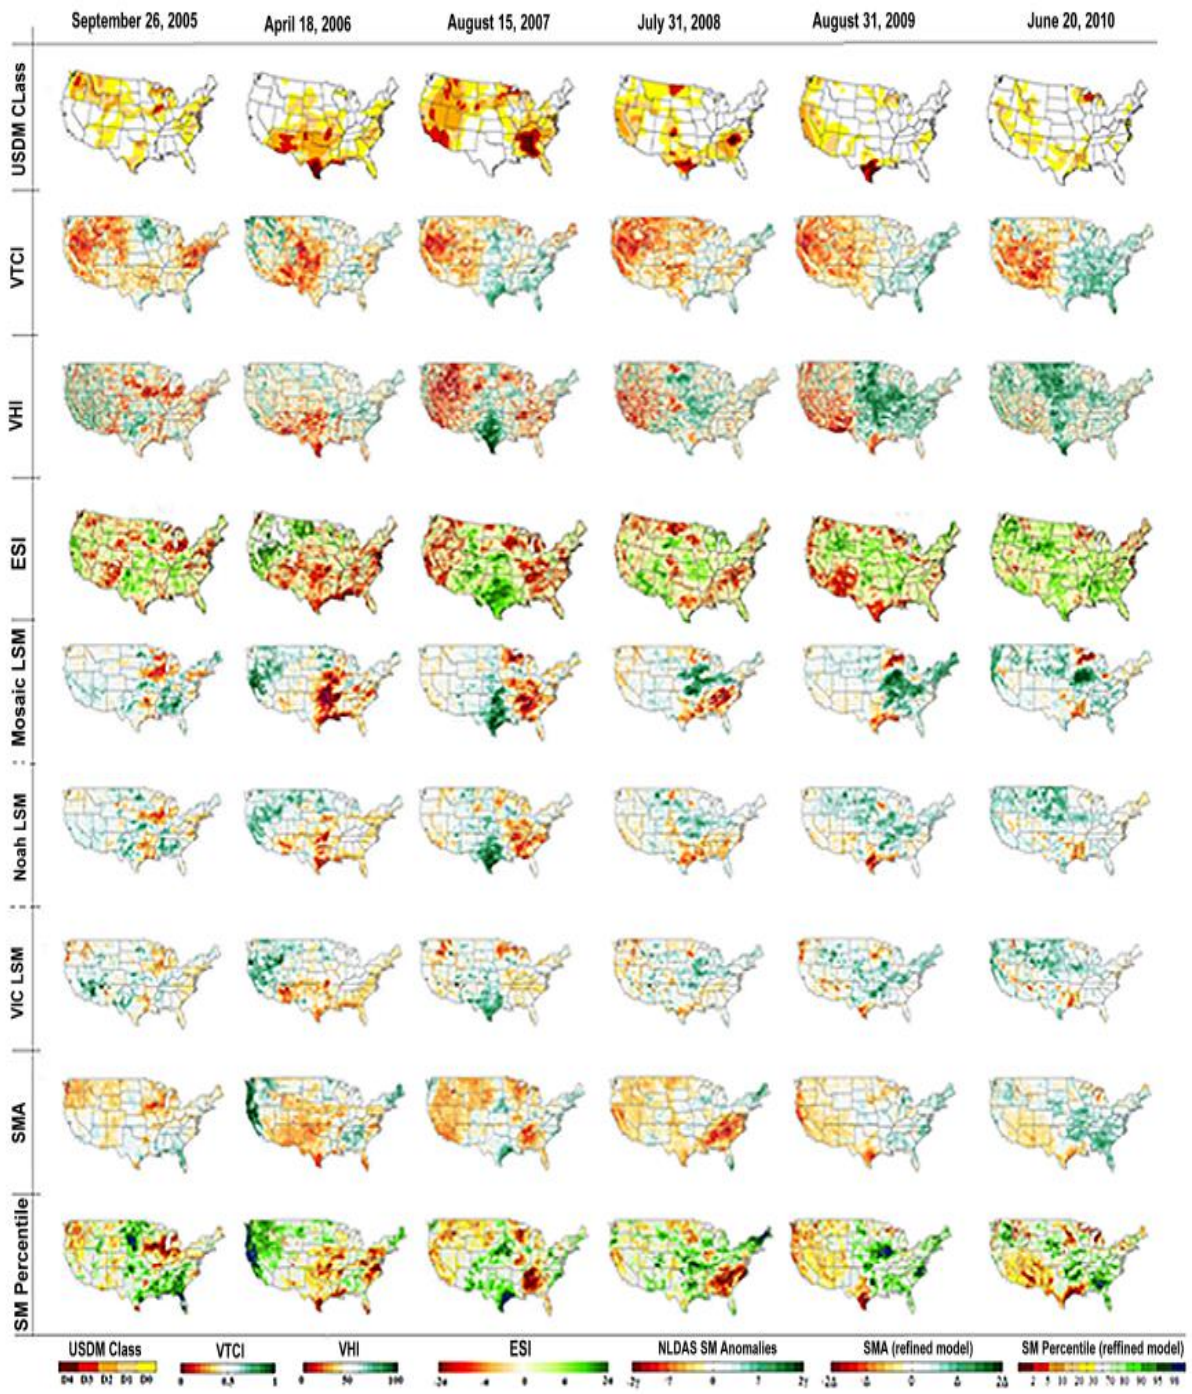 September 26, 2005 April 18, 2006 August 15, 2007 July 31, 2008 August 31, 2009 June 20, 2010
USDM CLass
VTCI
VHI
ESI
Mosaic LSM
Noah LSM
VIC LSM
SMA
SM Percentile
USDM Class VTCI VHI ESI NLDAS SM Anomalies SMA (refined model) SM Percentile (reffined model)
D4 D3 D2 D1 D0 0 0.5 1 0 50 100 0 2 5 10 20 30 70 80 90 95 98